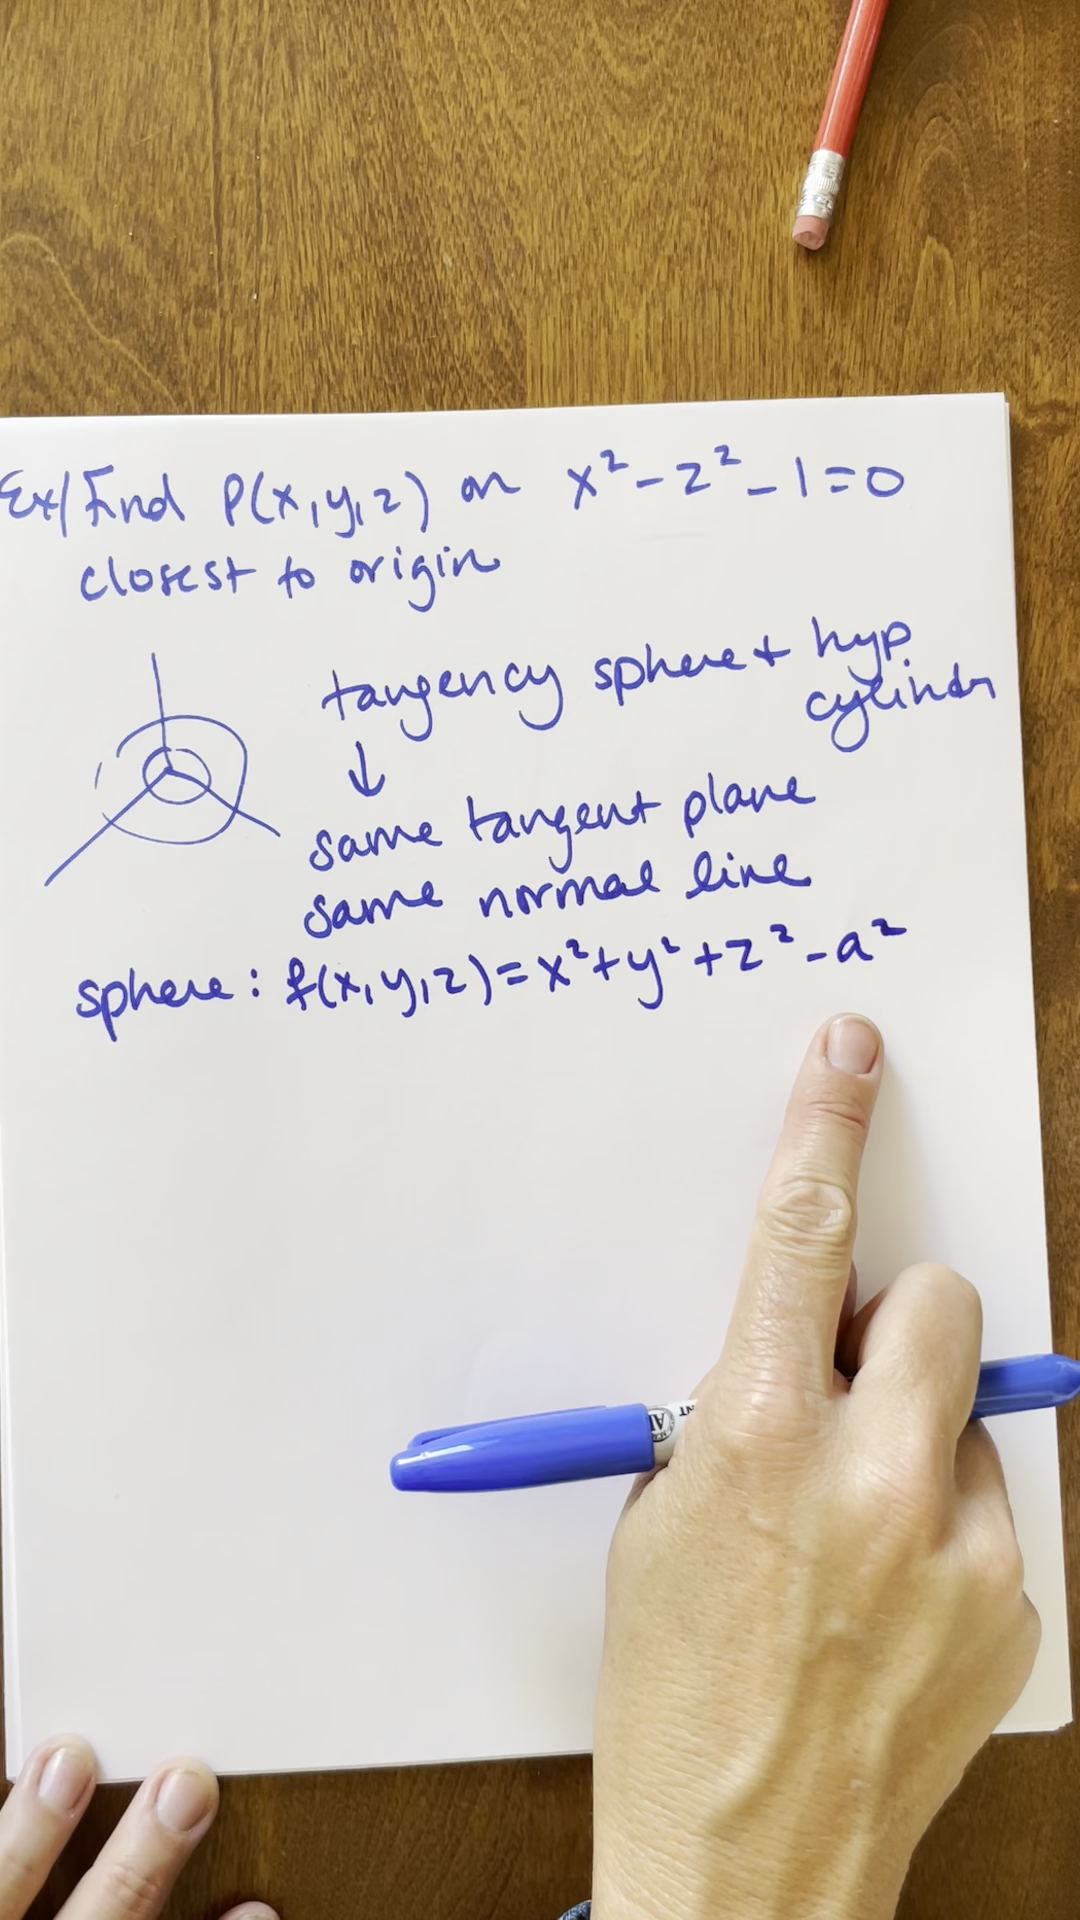 Ex/ Find P(x,y,z) on x²-z²-1=0
closest to origin
tangency sphere + hyp.
cylinder
↓
same tangent plane
same normal line
sphere: f(x,y,z)=x²+y²+z²-a²